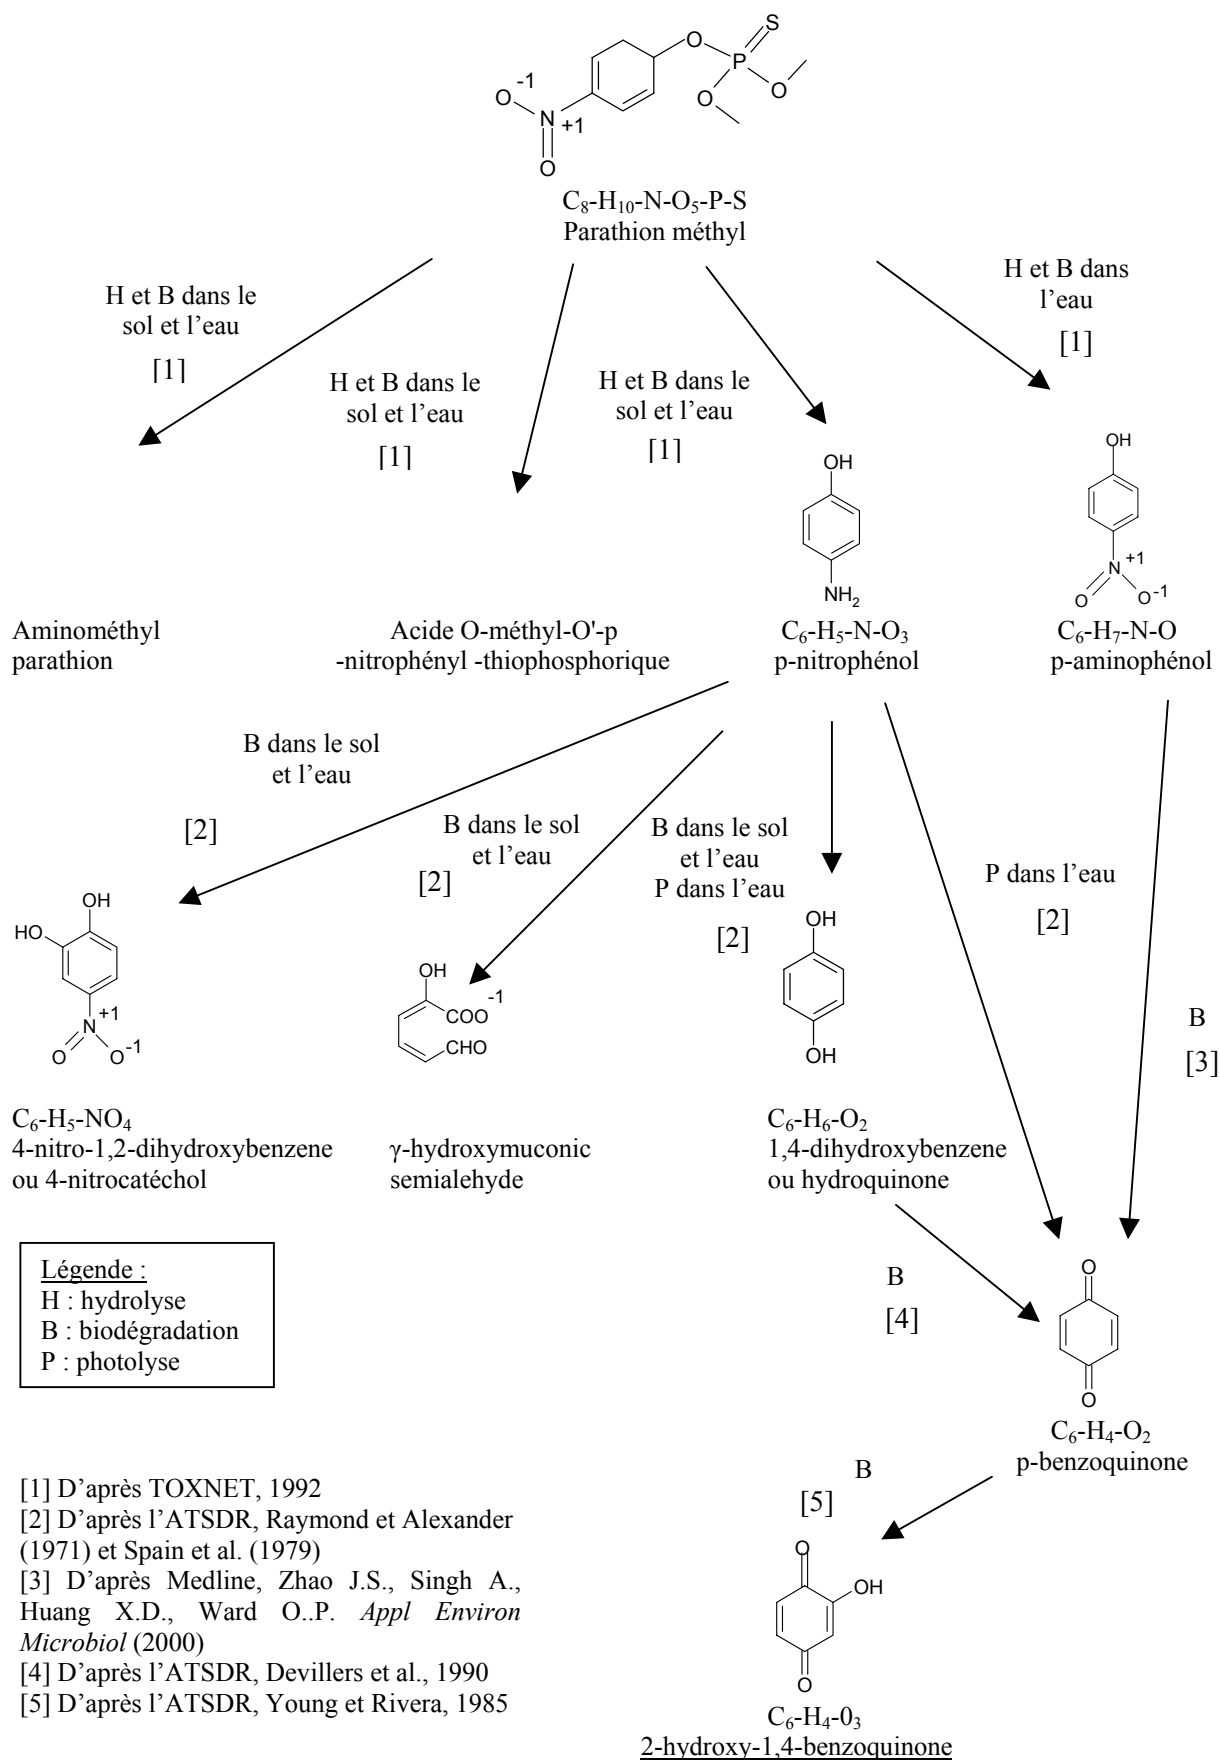 S
O
P
O
O
O
-1
N
+1
O
C₈-H₁₀-N-O₅-P-S
Parathion méthyl
H et B dans le
sol et l'eau
[1]
H et B dans le
sol et l'eau
[1]
H et B dans le
sol et l'eau
[1]
H et B dans
l'eau
[1]
OH
NH₂
OH
N
+1
O
O
-1
Aminométhyl
parathion
Acide O-méthyl-O'-p
-nitrophényl -thiophosphorique
C₆-H₅-N-O₃
p-nitrophénol
C₆-H₇-N-O
p-aminophénol
B dans le sol
et l'eau
[2]
B dans le sol
et l'eau
[2]
B dans le sol
et l'eau
P dans l'eau
[2]
P dans l'eau
[2]
B
[3]
OH
HO
N
+1
O
O
-1
OH
COO
-1
CHO
OH
OH
C₆-H₅-NO₄
4-nitro-1,2-dihydroxybenzene
ou 4-nitrocatéchol
γ-hydroxymuconic
semialehyde
C₆-H₆-O₂
1,4-dihydroxybenzene
ou hydroquinone
B
[4]
O
O
C₆-H₄-O₂
p-benzoquinone
Légende :
H : hydrolyse
B : biodégradation
P : photolyse
B
[5]
O
OH
O
C₆-H₄-0₃
2-hydroxy-1,4-benzoquinone
[1] D'après TOXNET, 1992
[2] D'après l'ATSDR, Raymond et Alexander
(1971) et Spain et al. (1979)
[3] D'après Medline, Zhao J.S., Singh A.,
Huang X.D., Ward O..P. Appl Environ
Microbiol (2000)
[4] D'après l'ATSDR, Devillers et al., 1990
[5] D'après l'ATSDR, Young et Rivera, 1985